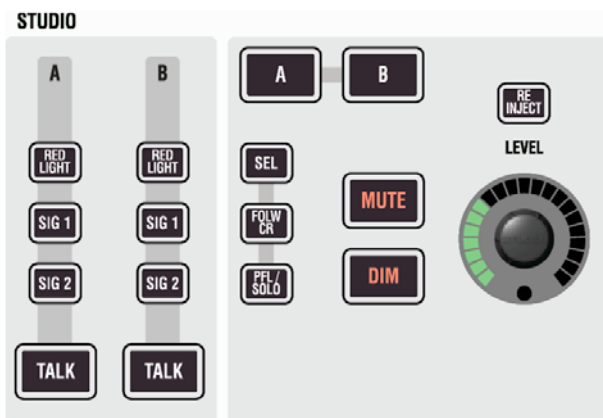 STUDIO
A
B
RED
LIGHT
RED
LIGHT
SIG 1
SIG 1
SIG 2
SIG 2
TALK
TALK
A
B
SEL
FOLW
CR
PFL/
SOLO
MUTE
DIM
RE
INJECT
LEVEL